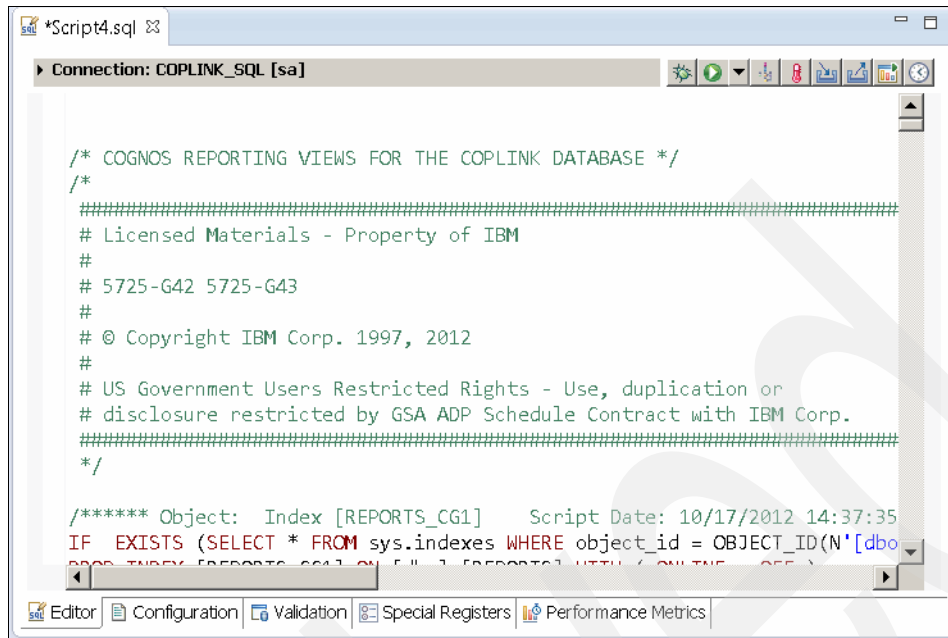 *Script4.sql
Connection: COPLINK_SQL [sa]
/* COGNOS REPORTING VIEWS FOR THE COPLINK DATABASE */
/*
# Licensed Materials - Property of IBM
#
# 5725-G42 5725-G43
#
# © Copyright IBM Corp. 1997, 2012
#
# US Government Users Restricted Rights - Use, duplication or
# disclosure restricted by GSA ADP Schedule Contract with IBM Corp.
*/
/****** Object:  Index [REPORTS_CG1]    Script Date: 10/17/2012 14:37:35
IF  EXISTS (SELECT * FROM sys.indexes WHERE object_id = OBJECT_ID(N'[dbo
Editor Configuration Validation Special Registers Performance Metrics